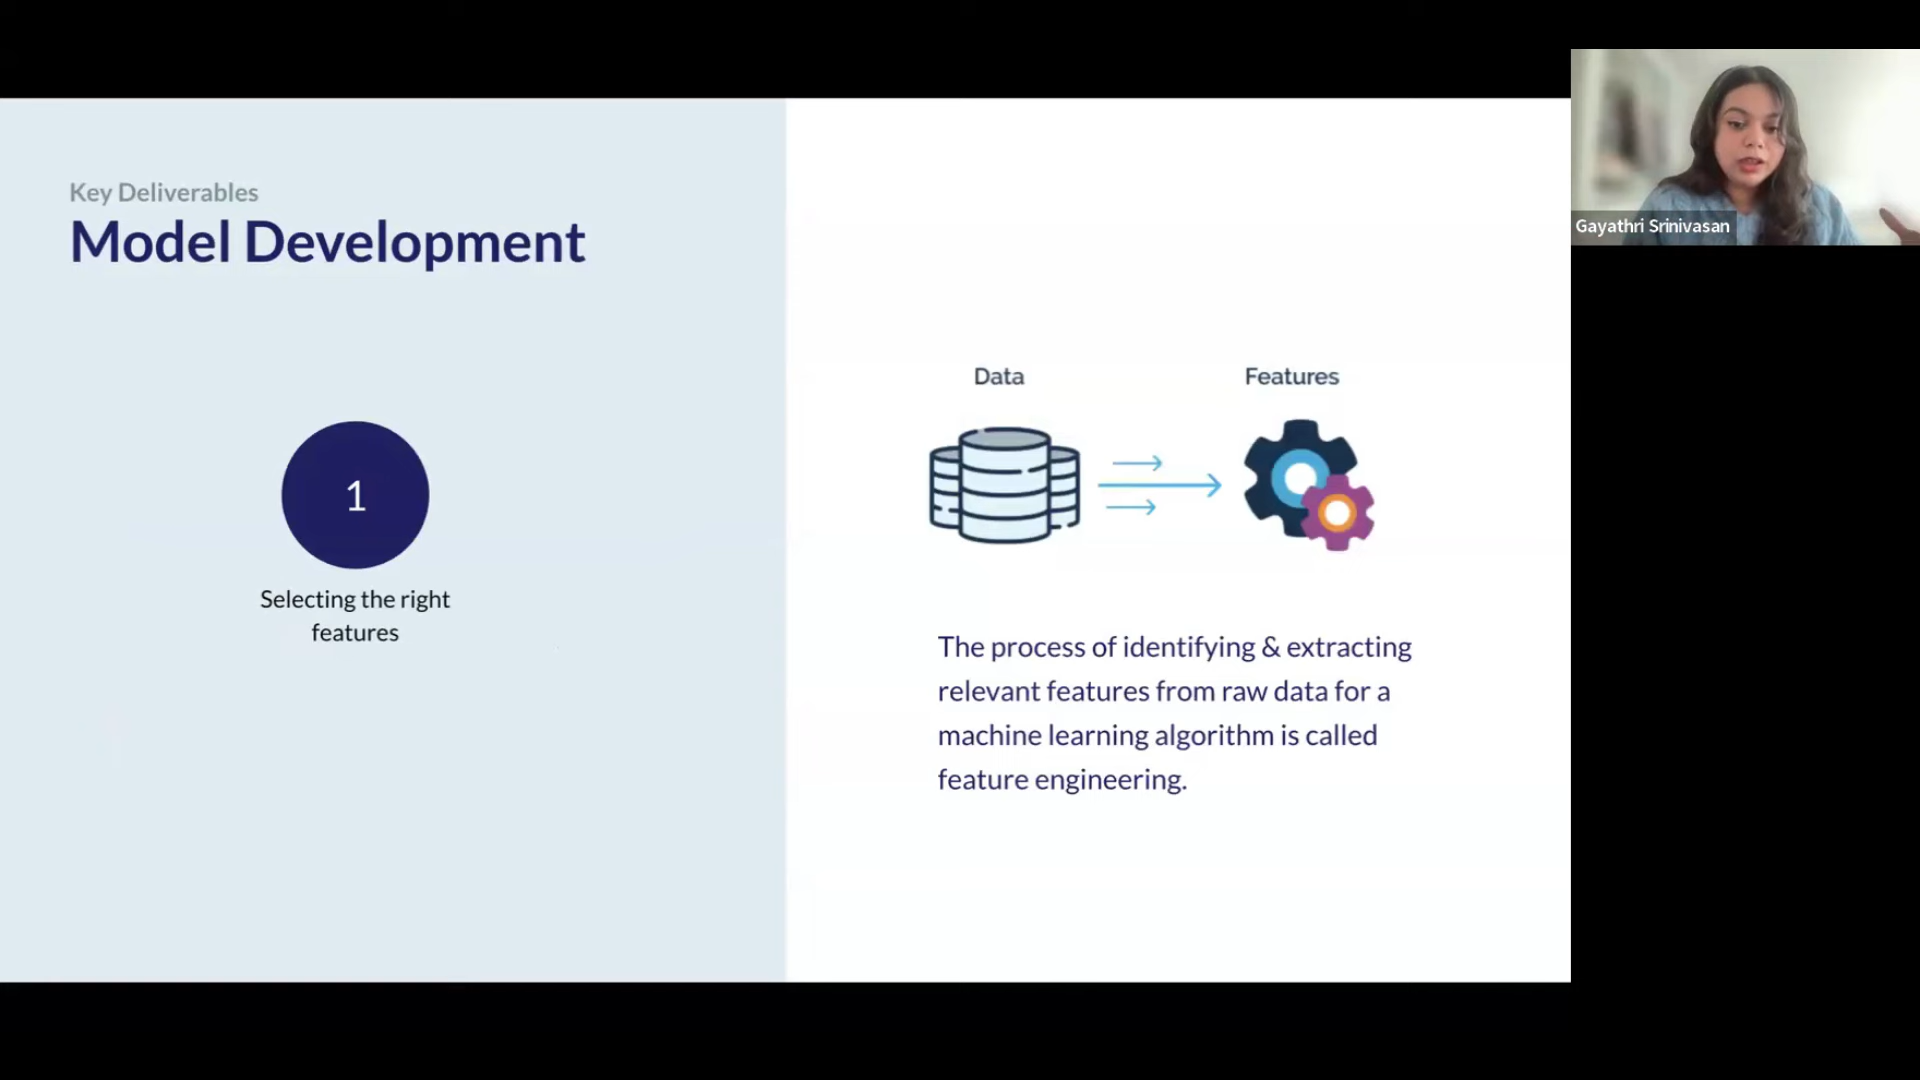 Key Deliverables
Model Development
1
Selecting the right
features
Data
Features
The process of identifying & extracting
relevant features from raw data for a
machine learning algorithm is called
feature engineering.
Gayathri Srinivasan